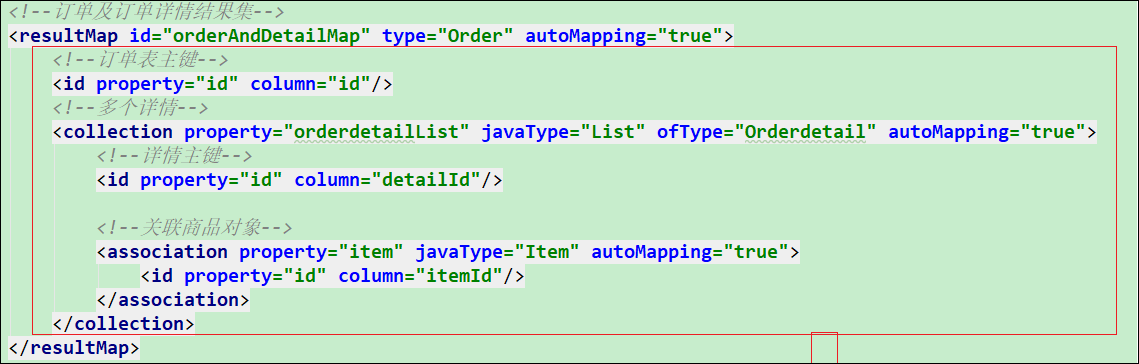 <!--订单及订单详情结果集-->
<resultMap id="orderAndDetailMap" type="Order" autoMapping="true">
<!--订单表主键-->
<id property="id" column="id"/>
<!--多个详情-->
<collection property="orderdetailList" javaType="List" ofType="Orderdetail" autoMapping="true">
<!--详情主键-->
<id property="id" column="detailId"/>
<!--关联商品对象-->
<association property="item" javaType="Item" autoMapping="true">
<id property="id" column="itemId"/>
</association>
</collection>
</resultMap>